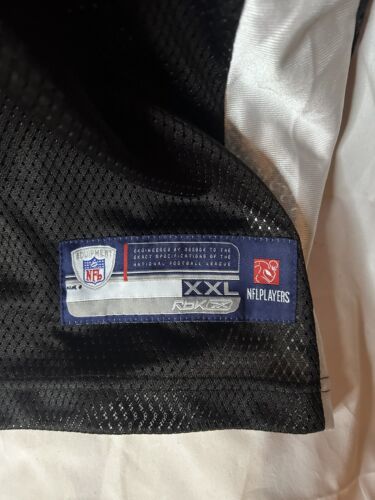 EQUIPMENT
NFL
ENGINEERED BY REEBOK TO THE
EXACT SPECIFICATIONS OF THE
NATIONAL FOOTBALL LEAGUE
XXL
Rbk
NFLPLAYERS